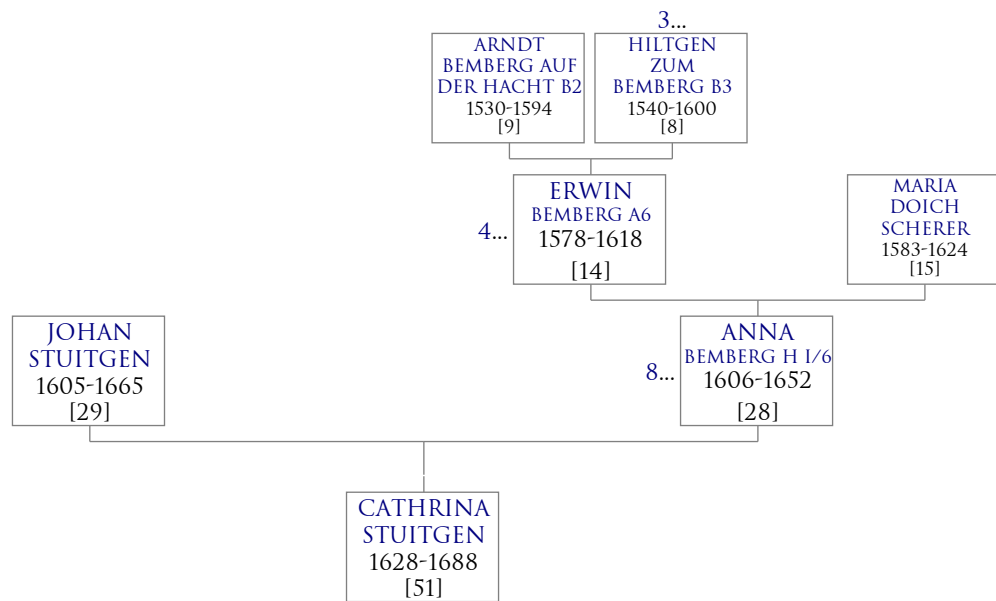 3...
ARNDT
BEMBERG AUF
DER HACHT B2
1530-1594
[9]
HILTGEN
ZUM
BEMBERG B3
1540-1600
[8]
4...
ERWIN
BEMBERG A6
1578-1618
[14]
MARIA
DOICH
SCHERER
1583-1624
[15]
JOHAN
STUITGEN
1605-1665
[29]
8...
ANNA
BEMBERG H I/6
1606-1652
[28]
CATHRINA
STUITGEN
1628-1688
[51]